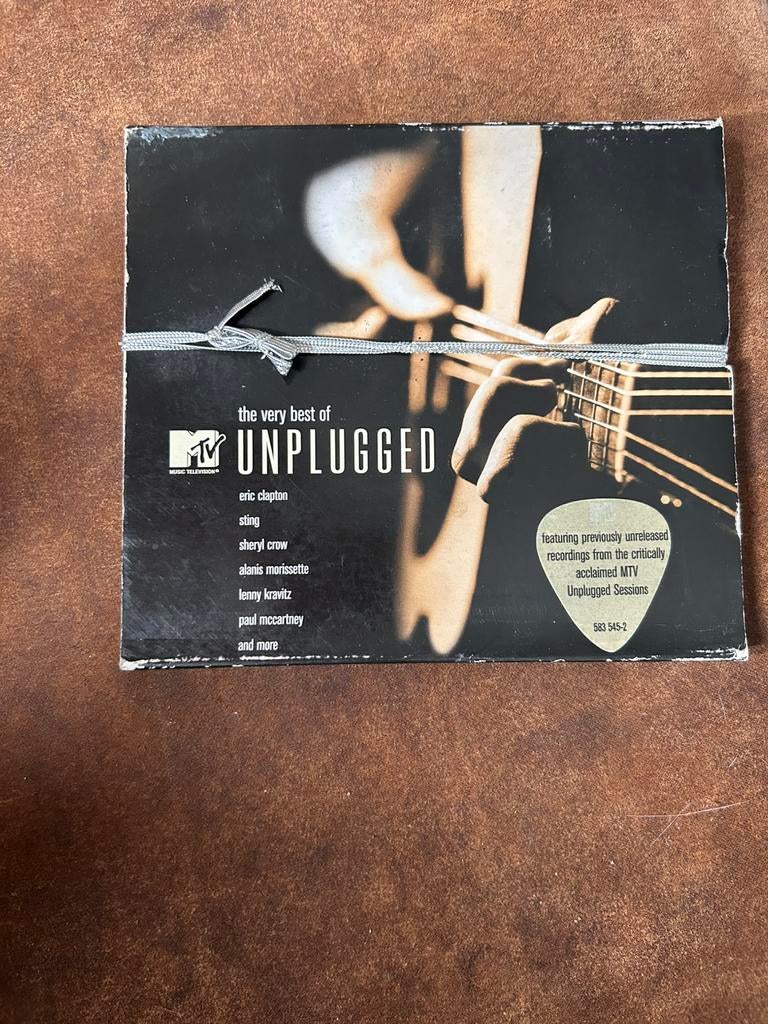 the very best of
MTV
MUSIC TELEVISION®
UNPLUGGED
eric clapton
sting
sheryl crow
alanis morissette
lenny kravitz
paul mccartney
and more
featuring previously unreleased
recordings from the critically
acclaimed MTV
Unplugged Sessions
583 545-2